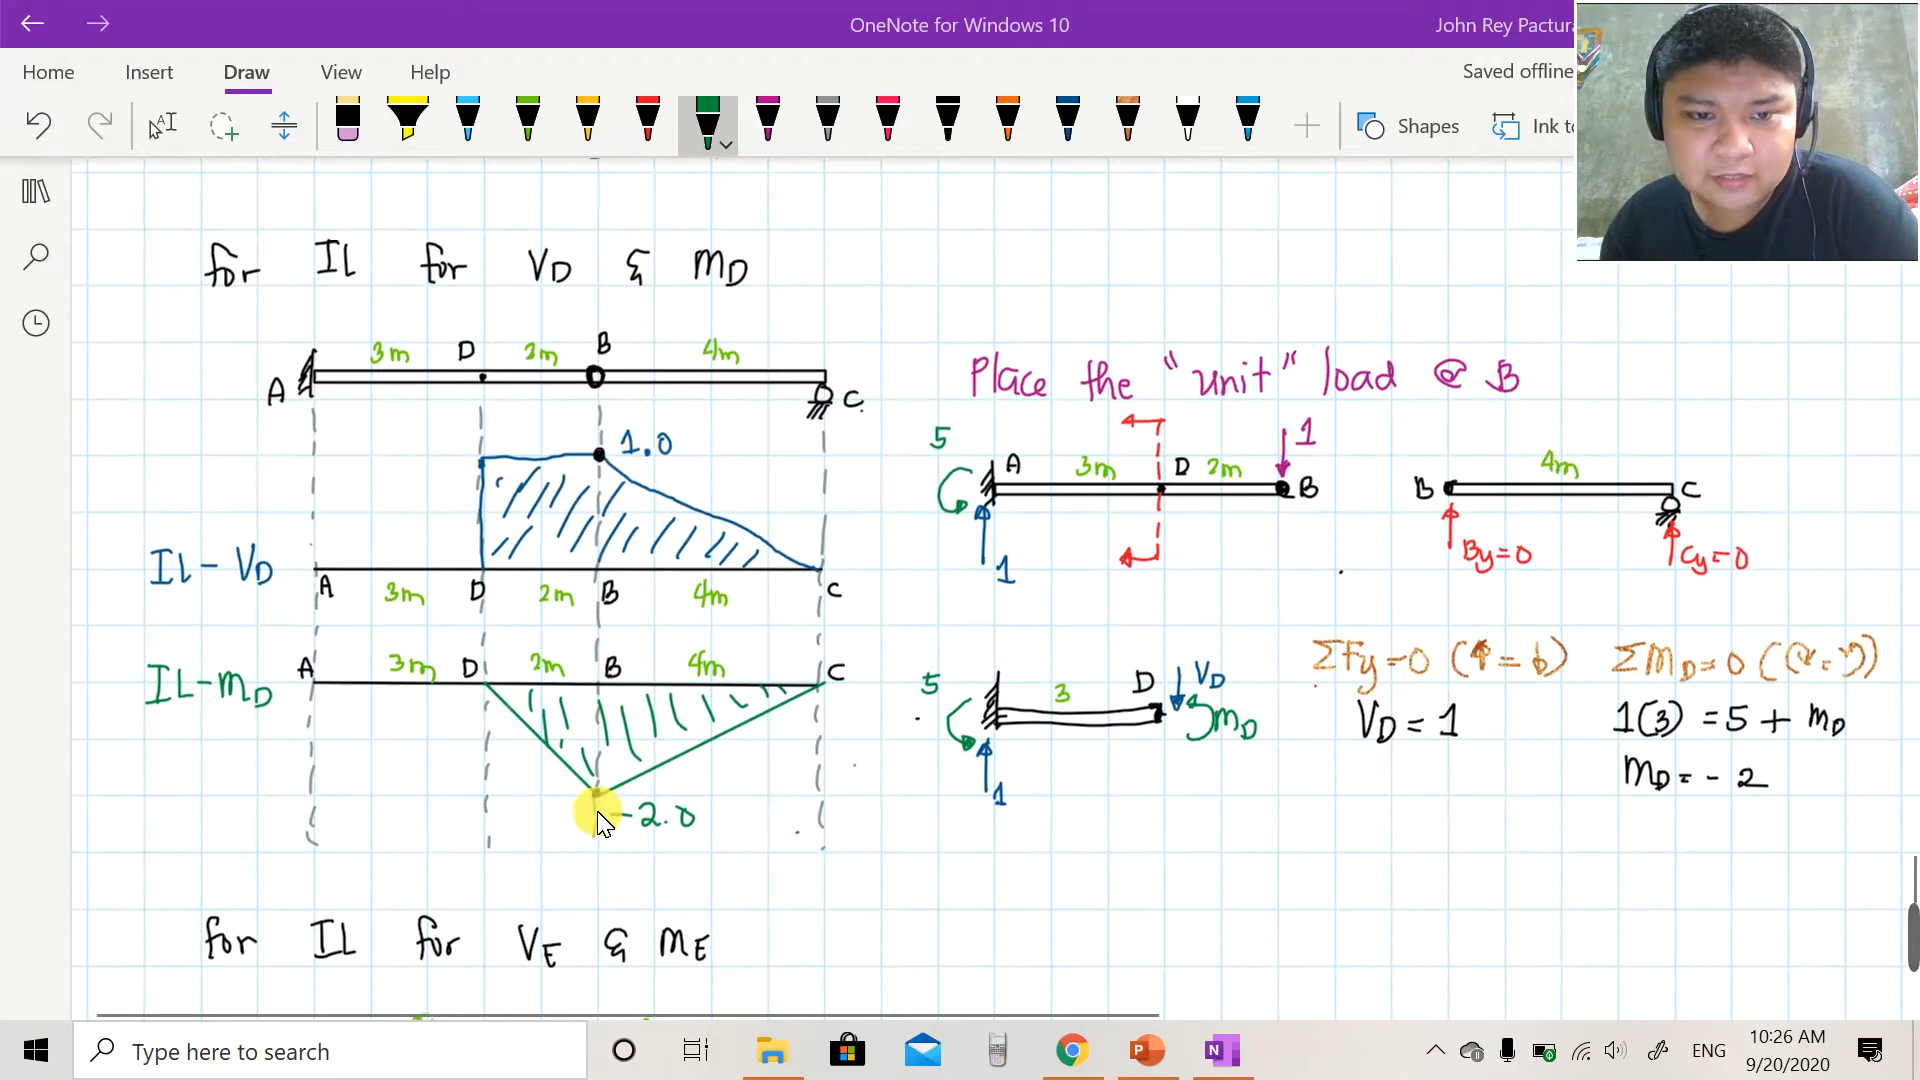 OneNote for Windows 10
John Rey Pactura
Home Insert Draw View Help
Saved offline
Shapes
Ink to
for IL for VD & MD
A 3m D 2m B 4m C
1.0
IL - VD
A 3m D 2m B 4m C
IL - MD
A 3m D 2m B 4m C
-2.0
for IL for VE & ME
Place the "unit" load @ B
5 A 3m D 2m 1 B
1
B 4m C
By=0 Cy=0
5 3 D VD
MD
1
ΣFy=0 (↑=↓)
VD = 1
ΣMD=0
1(3) = 5 + MD
MD = - 2
Type here to search
ENG
10:26 AM
9/20/2020